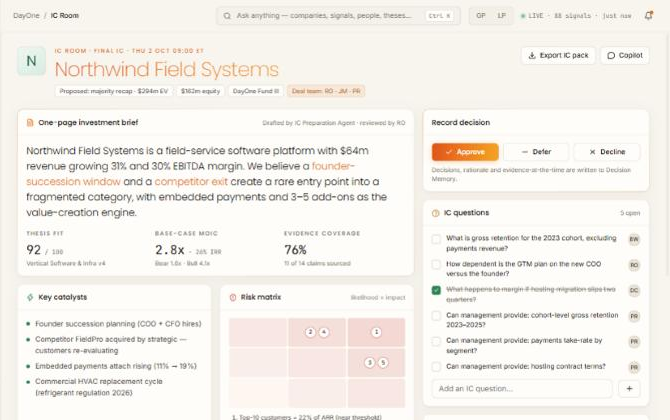 DayOne / IC Room
Ask anything — companies, signals, people, theses...
Ctrl K
GP LP
LIVE · 88 signals · just now
N
IC ROOM · FINAL IC · THU 2 OCT 09:00 ET
Northwind Field Systems
Proposed: majority recap · $294m EV
$162m equity
DayOne Fund III
Deal team: RO · JM · PR
Export IC pack
Copilot
One-page investment brief
Drafted by IC Preparation Agent · reviewed by RO
Northwind Field Systems is a field-service software platform with $64m
revenue growing 31% and 30% EBITDA margin. We believe a founder-
succession window and a competitor exit create a rare entry point into a
fragmented category, with embedded payments and 3–5 add-ons as the
value-creation engine.
THESIS FIT
92 / 100
Vertical Software & Infra v4
BASE-CASE MOIC
2.8x · 26% IRR
Bear 1.6x · Bull 4.1x
EVIDENCE COVERAGE
76%
11 of 14 claims sourced
Record decision
Approve
Defer
Decline
Decisions, rationale and evidence-at-the-time are written to Decision
Memory.
IC questions
5 open
What is gross retention for the 2023 cohort, excluding
payments revenue?
BW
How dependent is the GTM plan on the new COO
versus the founder?
RO
What happens to margin if hosting migration slips two
quarters?
DC
Can management provide: cohort-level gross retention
2023–2025?
PR
Can management provide: payments take-rate by
segment?
PR
Can management provide: hosting contract terms?
PR
Add an IC question...
+
Key catalysts
Founder succession planning (COO + CFO hires)
Competitor FieldPro acquired by strategic —
customers re-evaluating
Embedded payments attach rising (11% → 19%)
Commercial HVAC replacement cycle
(refrigerant regulation 2026)
Risk matrix
likelihood × impact
2 4 1
3 5
1. Top-10 customers = 22% of ARR (near threshold)